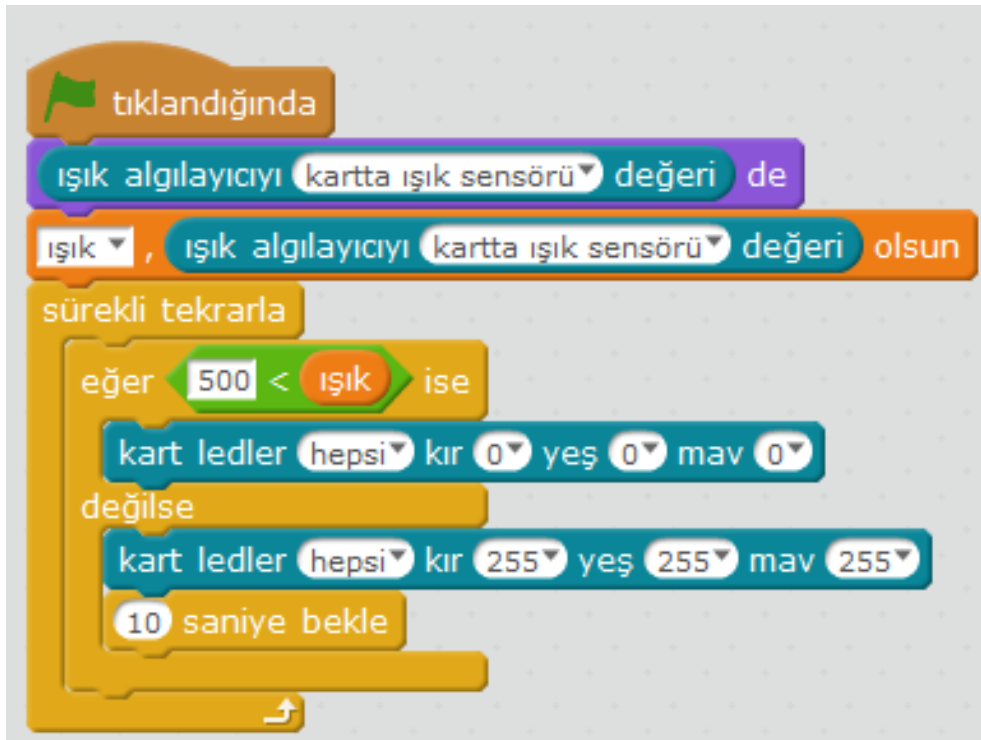 tıklandığında
ışık algılayıcıyı kartta ışık sensörü değeri de
ışık , ışık algılayıcıyı kartta ışık sensörü değeri olsun
sürekli tekrarla
eğer 500 < ışık ise
kart ledler hepsi kır 0 yeş 0 mav 0
değilse
kart ledler hepsi kır 255 yeş 255 mav 255
10 saniye bekle